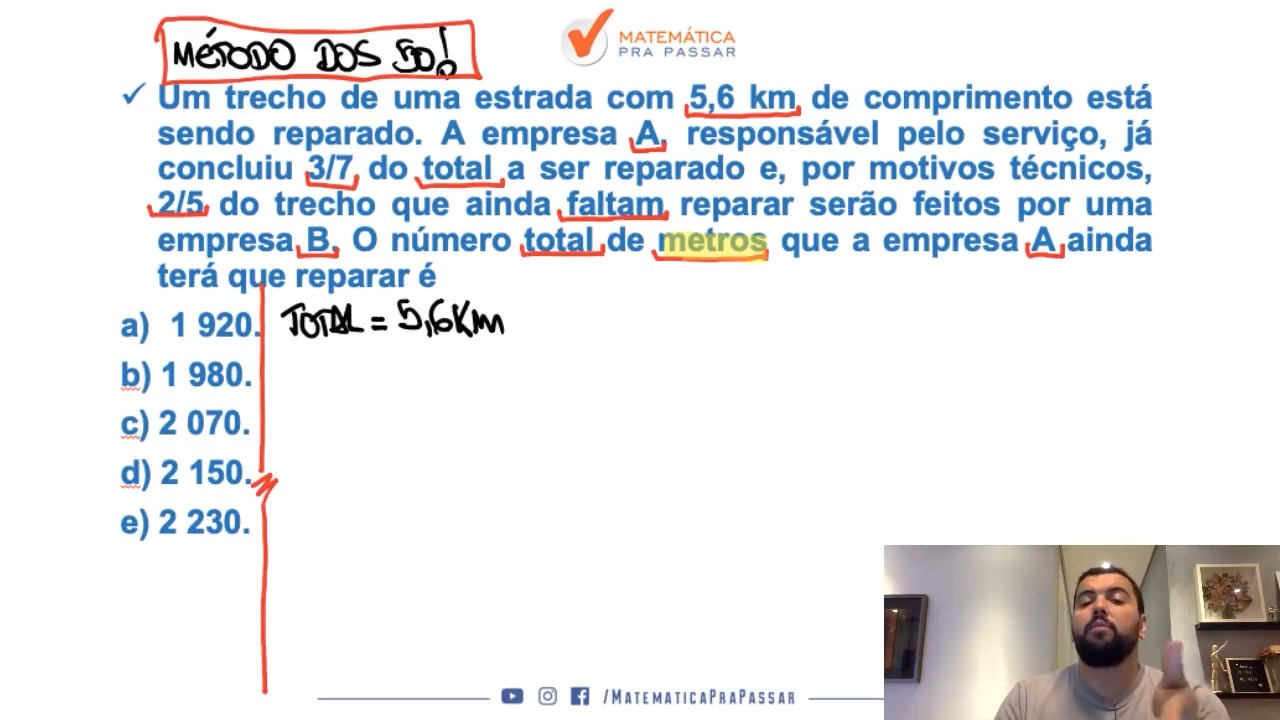 MÉTODO DOS 50!
MATEMÁTICA
PRA PASSAR
✓ Um trecho de uma estrada com 5,6 km de comprimento está
sendo reparado. A empresa A, responsável pelo serviço, já
concluiu 3/7 do total a ser reparado e, por motivos técnicos,
2/5 do trecho que ainda faltam reparar serão feitos por uma
empresa B. O número total de metros que a empresa A ainda
terá que reparar é
a) 1 920.
TOTAL = 5,6Km
b) 1 980.
c) 2 070.
d) 2 150.
e) 2 230.
/MATEMATICAPRAPASSAR